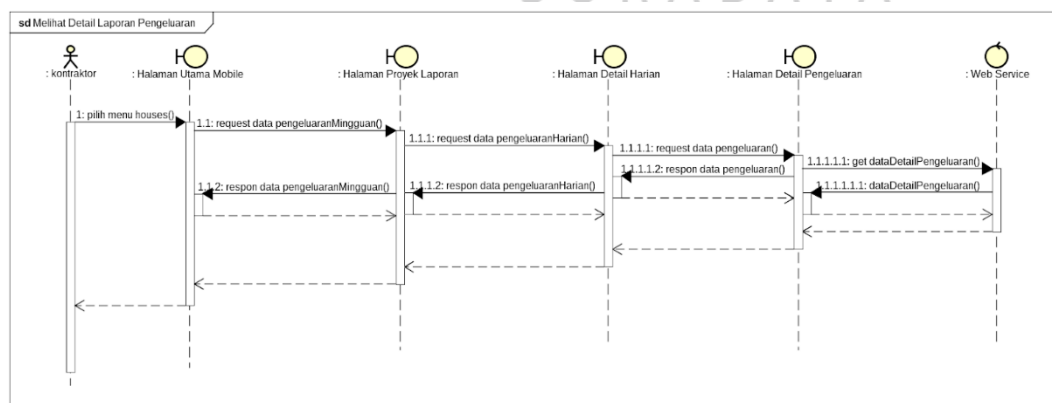 sd Melihat Detail Laporan Pengeluaran
: kontraktor
: Halaman Utama Mobile
: Halaman Proyek Laporan
: Halaman Detail Harian
: Halaman Detail Pengeluaran
: Web Service
1: pilih menu houses()
1.1: request data pengeluaranMingguan()
1.1.1: request data pengeluaranHarian()
1.1.1.1: request data pengeluaran()
1.1.1.1.1: get dataDetailPengeluaran()
1.1.1.1.2: respon data pengeluaran()
1.1.2: respon data pengeluaranMingguan()
1.1.1.2: respon data pengeluaranHarian()
1.1.1.1.1.1: dataDetailPengeluaran()